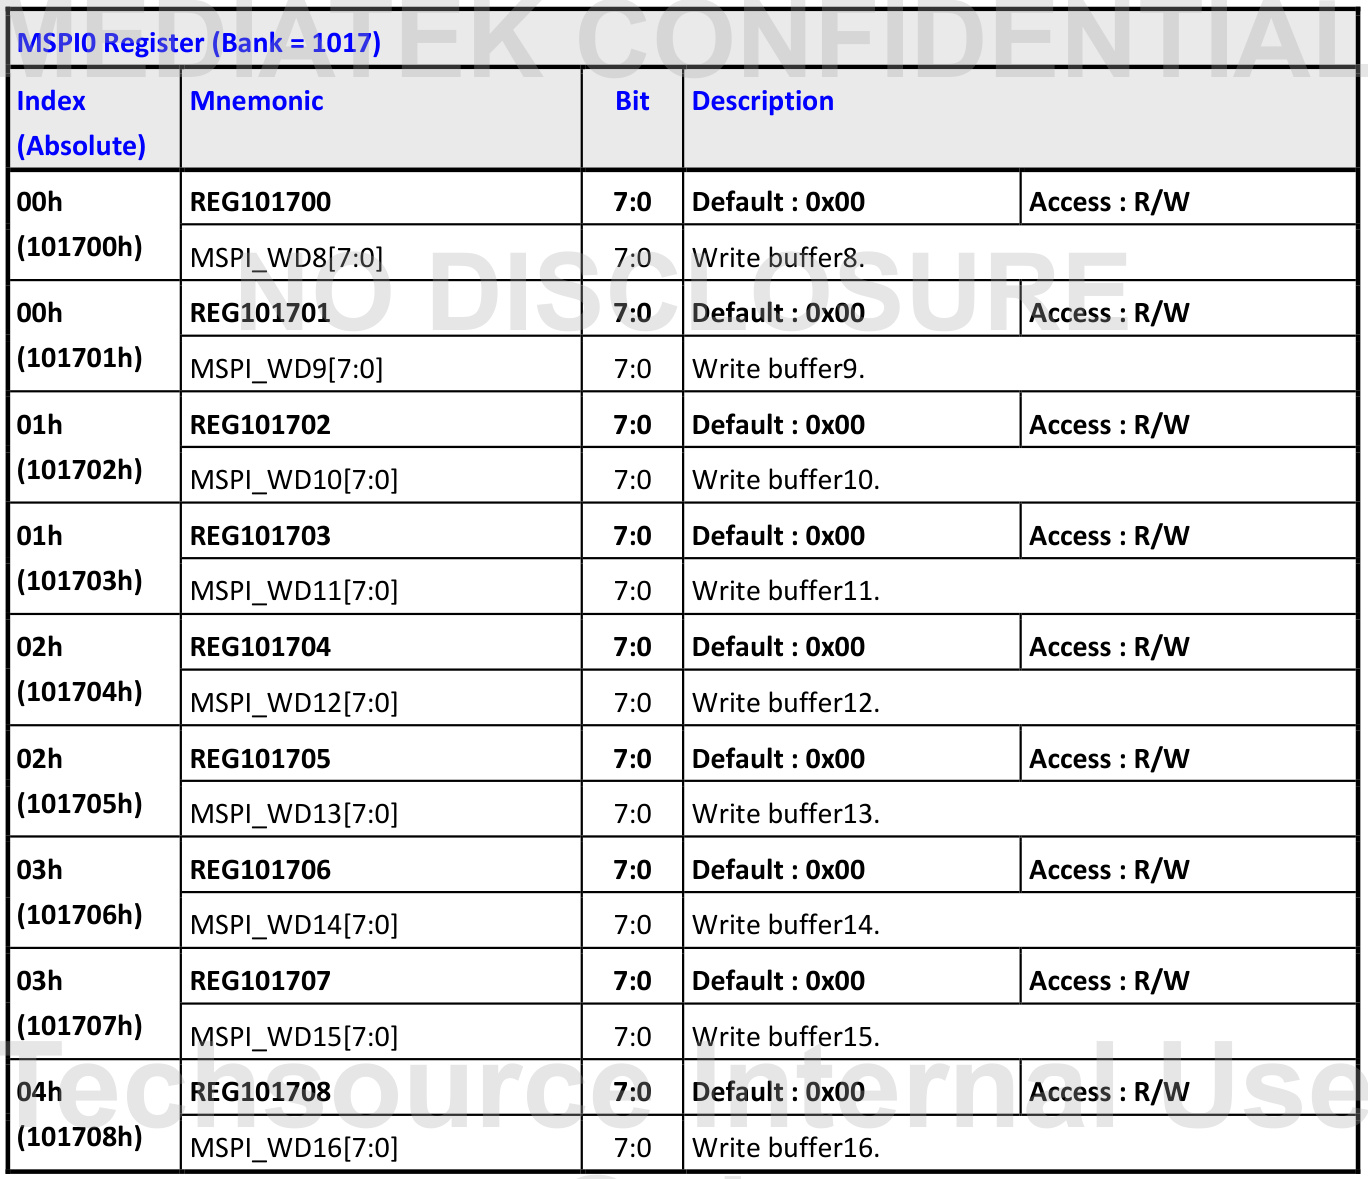 MEDIATEK CONFIDENTIAL
MSPI0 Register (Bank = 1017)
Index (Absolute) Mnemonic Bit Description
00h (101700h) REG101700 7:0 Default : 0x00 Access : R/W
MSPI_WD8[7:0] 7:0 Write buffer8.
NO DISCLOSURE
00h (101701h) REG101701 7:0 Default : 0x00 Access : R/W
MSPI_WD9[7:0] 7:0 Write buffer9.
01h (101702h) REG101702 7:0 Default : 0x00 Access : R/W
MSPI_WD10[7:0] 7:0 Write buffer10.
01h (101703h) REG101703 7:0 Default : 0x00 Access : R/W
MSPI_WD11[7:0] 7:0 Write buffer11.
02h (101704h) REG101704 7:0 Default : 0x00 Access : R/W
MSPI_WD12[7:0] 7:0 Write buffer12.
02h (101705h) REG101705 7:0 Default : 0x00 Access : R/W
MSPI_WD13[7:0] 7:0 Write buffer13.
03h (101706h) REG101706 7:0 Default : 0x00 Access : R/W
MSPI_WD14[7:0] 7:0 Write buffer14.
03h (101707h) REG101707 7:0 Default : 0x00 Access : R/W
MSPI_WD15[7:0] 7:0 Write buffer15.
Techsource Internal Use
04h (101708h) REG101708 7:0 Default : 0x00 Access : R/W
MSPI_WD16[7:0] 7:0 Write buffer16.